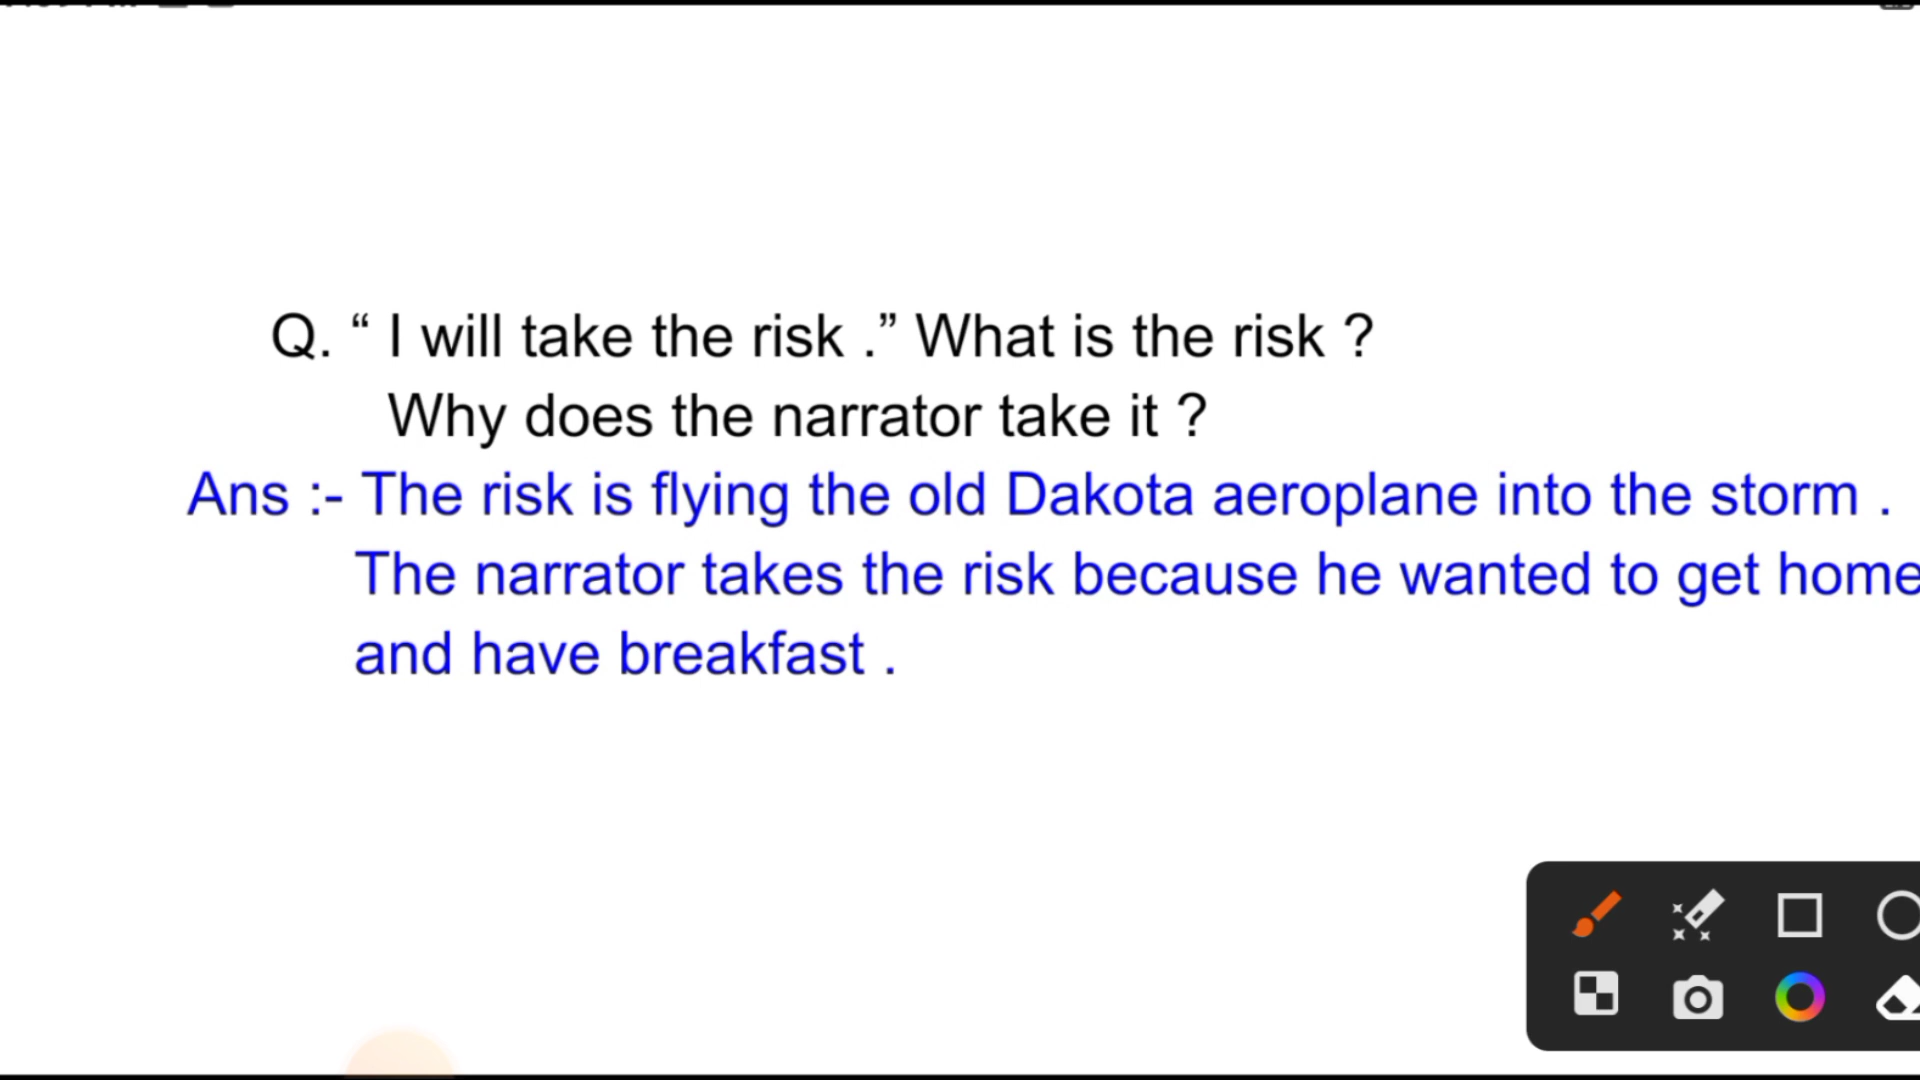 Q. “ I will take the risk .” What is the risk ?
Why does the narrator take it ?
Ans :- The risk is flying the old Dakota aeroplane into the storm .
The narrator takes the risk because he wanted to get home
and have breakfast .